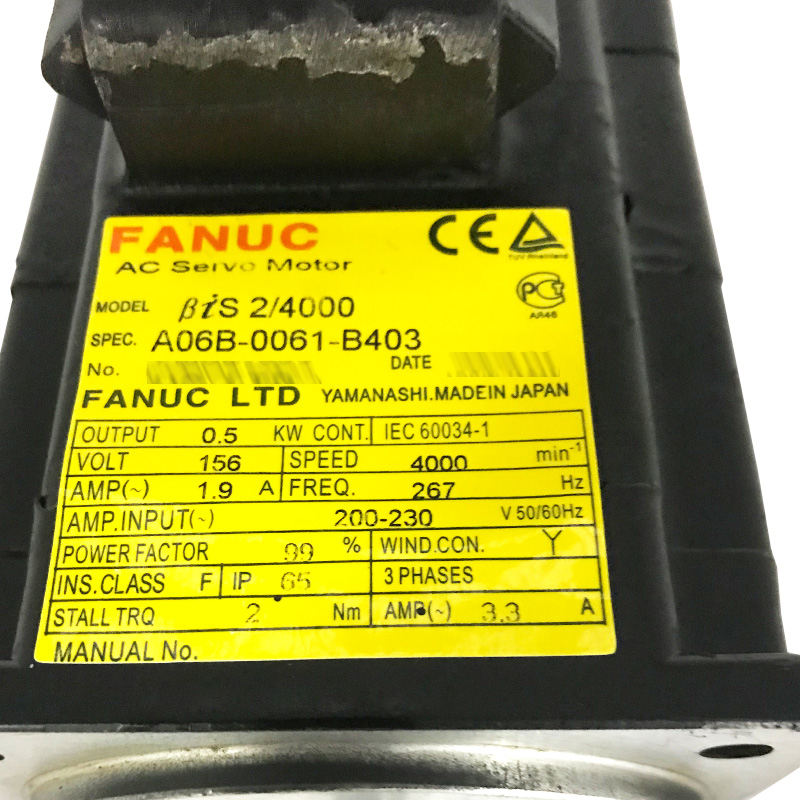 FANUC
CE
TUV Rheinland
AC Servo Motor
MODEL βiS 2/4000
PCT
AR46
SPEC. A06B-0061-B403
No. DATE
FANUC LTD YAMANASHI.MADEIN JAPAN
OUTPUT 0.5 KW CONT. IEC 60034-1
VOLT 156 SPEED 4000 min⁻¹
AMP(~) 1.9 A FREQ. 267 Hz
AMP.INPUT(~) 200-230 V 50/60Hz
POWER FACTOR 99 % WIND.CON. Y
INS.CLASS F IP 65 3 PHASES
STALL TRQ 2 Nm AMP(~) 3.3 A
MANUAL No.